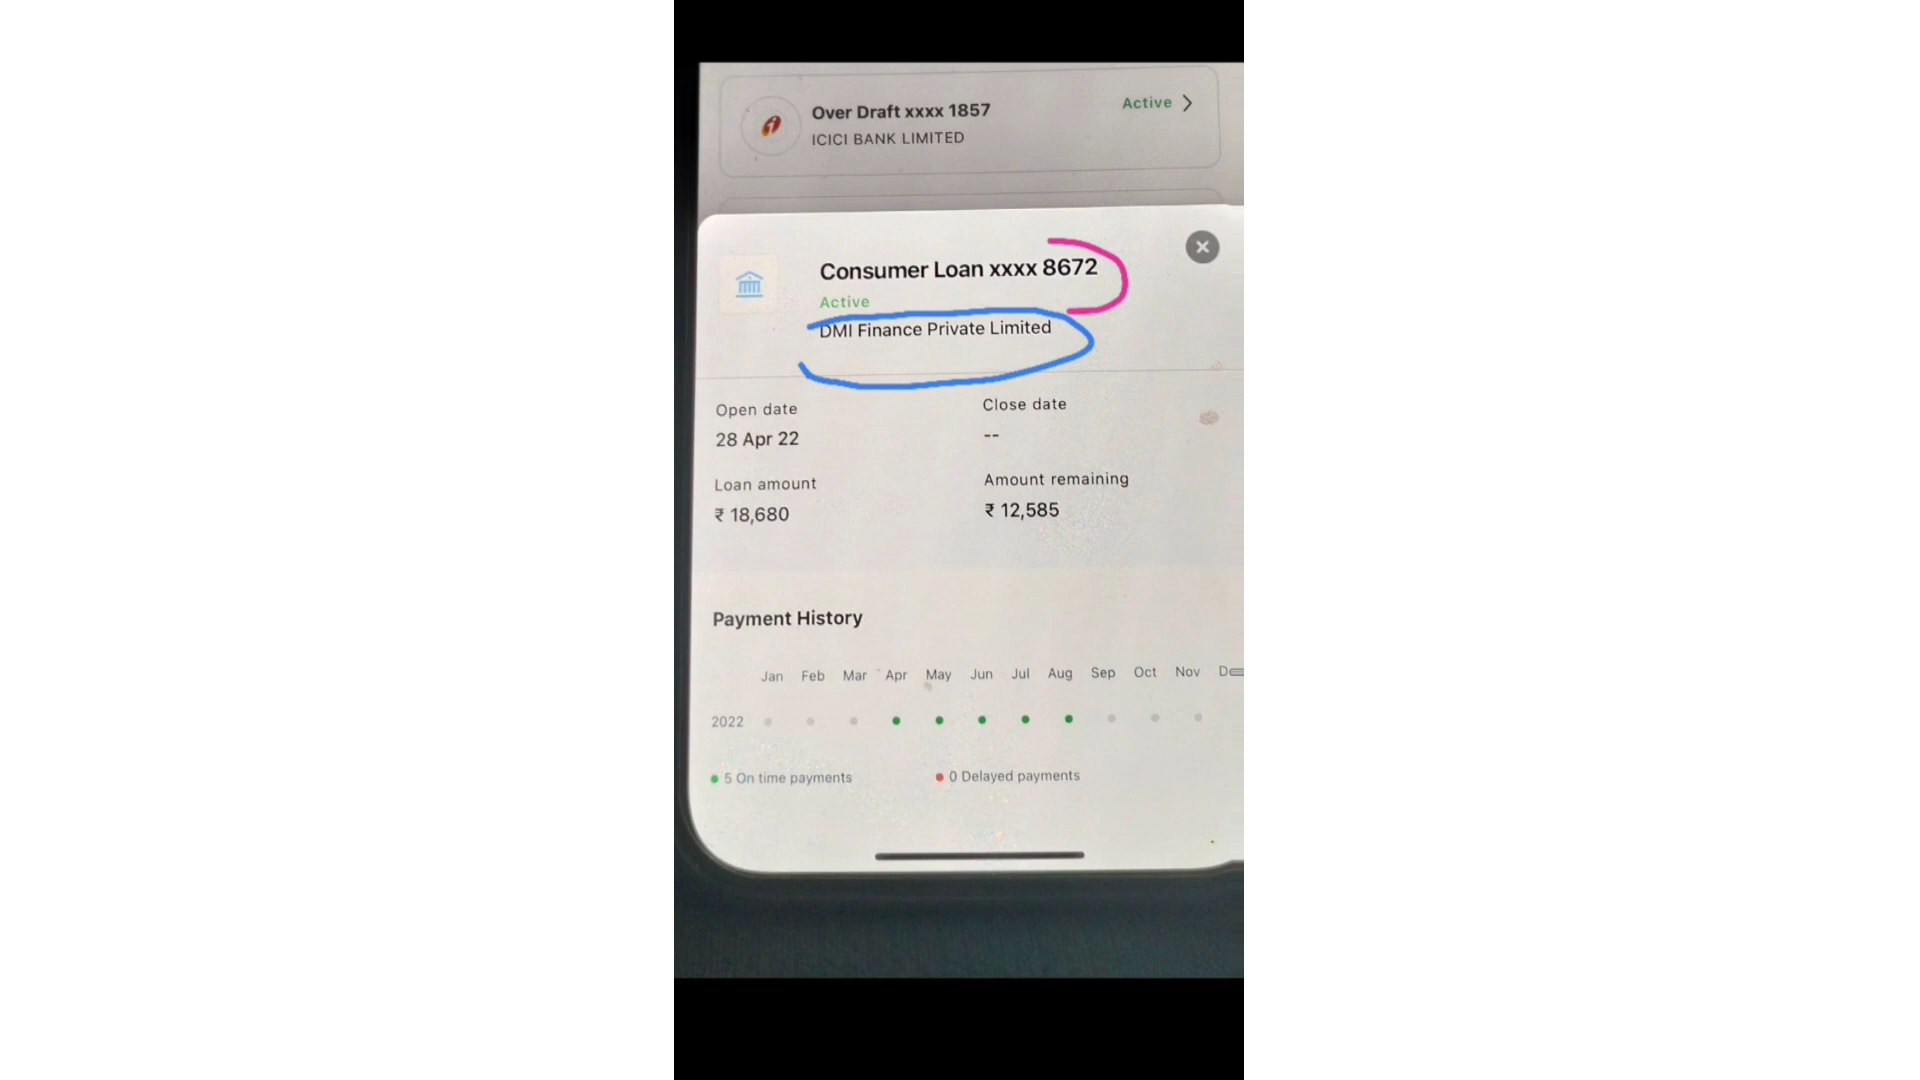 Over Draft xxxx 1857
Active
ICICI BANK LIMITED
Consumer Loan xxxx 8672
Active
DMI Finance Private Limited
Open date
Close date
28 Apr 22
--
Loan amount
Amount remaining
₹ 18,680
₹ 12,585
Payment History
Jan Feb Mar Apr May Jun Jul Aug Sep Oct Nov
2022
5 On time payments
0 Delayed payments